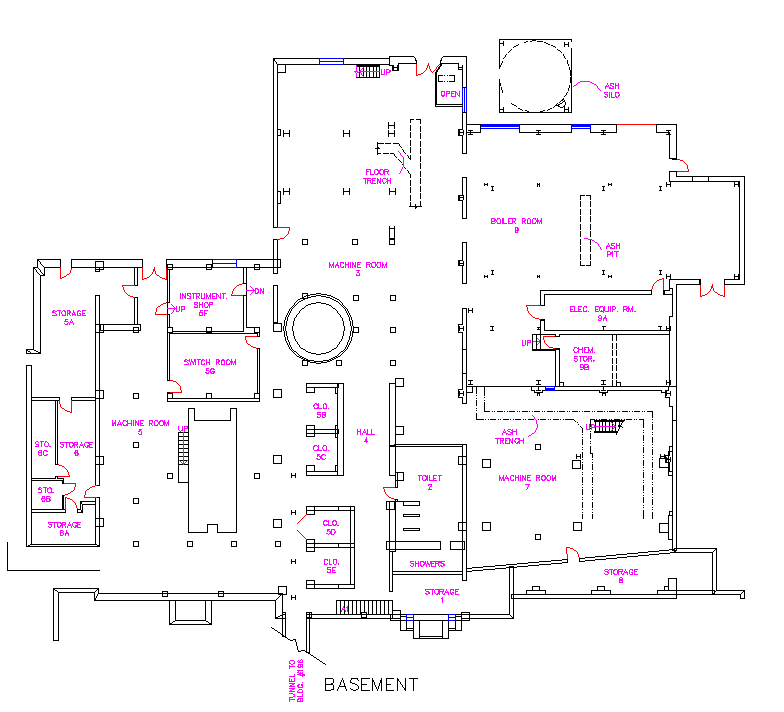 UP
OPEN
ASH
SILO
FLOOR
TRENCH
BOILER ROOM
9
ASH
PIT
MACHINE ROOM
3
DN
INSTRUMENT.
SHOP
5F
UP
STORAGE
5A
ELEC. EQUIP. RM.
9A
UP
CHEM.
STOR.
9B
SWITCH ROOM
5G
CLO.
5B
MACHINE ROOM
5
UP
HALL
4
ASH
TRENCH
STO.
6C
STORAGE
6
CLO.
5C
TOILET
2
MACHINE ROOM
7
STO.
6B
STORAGE
6A
CLO.
5D
CLO.
5E
SHOWERS
STORAGE
8
STORAGE
1
TUNNEL TO
BLDG. #196
BASEMENT